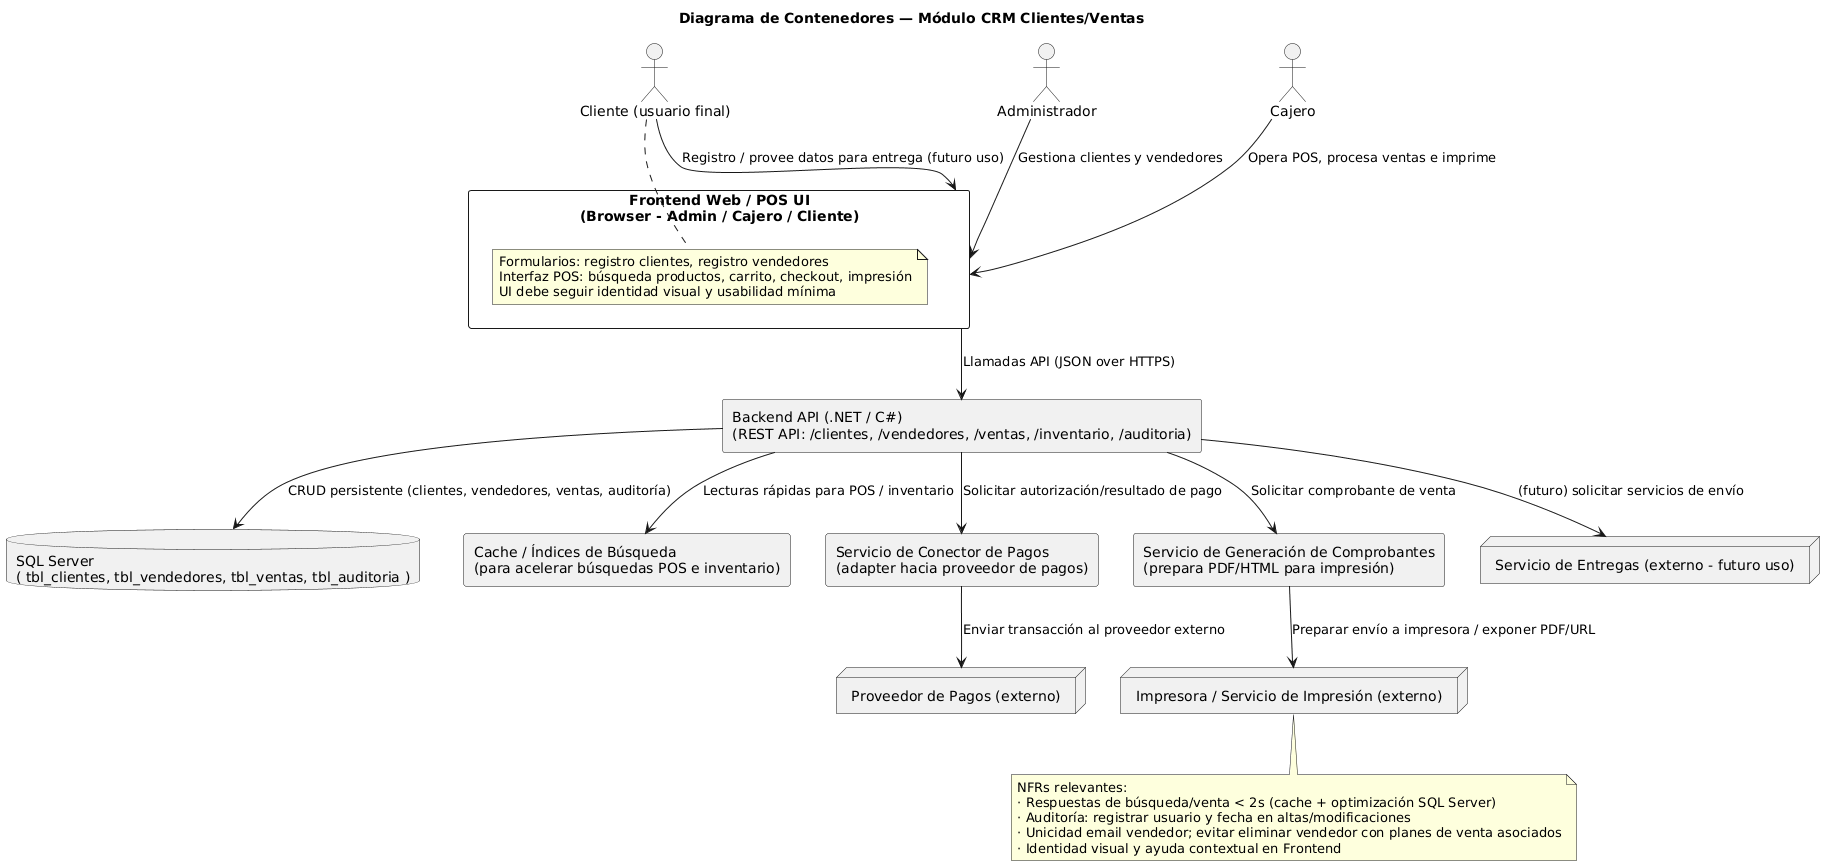 Diagrama de Contenedores — Módulo CRM Clientes/Ventas
Cliente (usuario final)
Administrador
Cajero
Registro / provee datos para entrega (futuro uso)
Gestiona clientes y vendedores
Opera POS, procesa ventas e imprime
Frontend Web / POS UI
(Browser - Admin / Cajero / Cliente)
Formularios: registro clientes, registro vendedores
Interfaz POS: búsqueda productos, carrito, checkout, impresión
UI debe seguir identidad visual y usabilidad mínima
Llamadas API (JSON over HTTPS)
Backend API (.NET / C#)
(REST API: /clientes, /vendedores, /ventas, /inventario, /auditoria)
CRUD persistente (clientes, vendedores, ventas, auditoría)
Lecturas rápidas para POS / inventario
Solicitar autorización/resultado de pago
Solicitar comprobante de venta
(futuro) solicitar servicios de envío
SQL Server
( tbl_clientes, tbl_vendedores, tbl_ventas, tbl_auditoria )
Cache / Índices de Búsqueda
(para acelerar búsquedas POS e inventario)
Servicio de Conector de Pagos
(adapter hacia proveedor de pagos)
Servicio de Generación de Comprobantes
(prepara PDF/HTML para impresión)
Servicio de Entregas (externo - futuro uso)
Enviar transacción al proveedor externo
Preparar envío a impresora / exponer PDF/URL
Proveedor de Pagos (externo)
Impresora / Servicio de Impresión (externo)
NFRs relevantes:
· Respuestas de búsqueda/venta < 2s (cache + optimización SQL Server)
· Auditoría: registrar usuario y fecha en altas/modificaciones
· Unicidad email vendedor; evitar eliminar vendedor con planes de venta asociados
· Identidad visual y ayuda contextual en Frontend